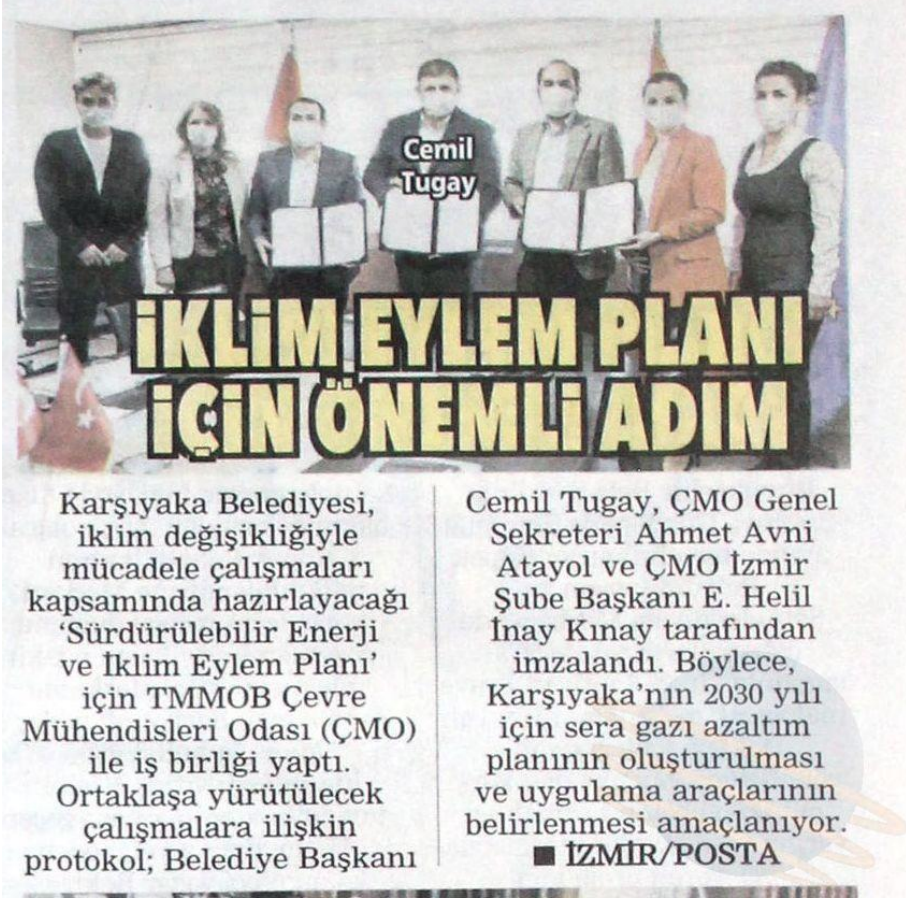 Cemil
Tugay
İKLİM EYLEM PLANI
İÇİN ÖNEMLİ ADIM
Karşıyaka Belediyesi,
iklim değişikliğiyle
mücadele çalışmaları
kapsamında hazırlayacağı
'Sürdürülebilir Enerji
ve İklim Eylem Planı'
için TMMOB Çevre
Mühendisleri Odası (ÇMO)
ile iş birliği yaptı.
Ortaklaşa yürütülecek
çalışmalara ilişkin
protokol; Belediye Başkanı
Cemil Tugay, ÇMO Genel
Sekreteri Ahmet Avni
Atayol ve ÇMO İzmir
Şube Başkanı E. Helil
İnay Kınay tarafından
imzalandı. Böylece,
Karşıyaka'nın 2030 yılı
için sera gazı azaltım
planının oluşturulması
ve uygulama araçlarının
belirlenmesi amaçlanıyor.
■ İZMİR/POSTA